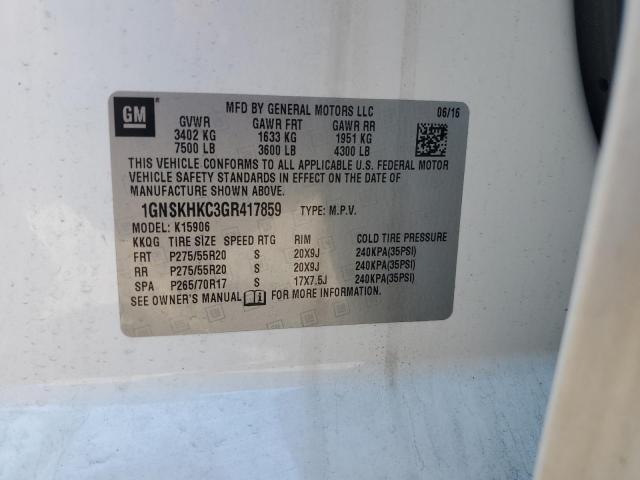 GM
MFD BY GENERAL MOTORS LLC 06/16
GVWR GAWR FRT GAWR RR
3402 KG 1633 KG 1951 KG
7500 LB 3600 LB 4300 LB
THIS VEHICLE CONFORMS TO ALL APPLICABLE U.S. FEDERAL MOTOR
VEHICLE SAFETY STANDARDS IN EFFECT ON THE DATE OF
MANUFACTURE SHOWN ABOVE.
1GNSKHKC3GR417859 TYPE: M.P.V.
MODEL: K15906
KKQG TIRE SIZE SPEED RTG RIM COLD TIRE PRESSURE
FRT P275/55R20 S 20X9J 240KPA(35PSI)
RR P275/55R20 S 20X9J 240KPA(35PSI)
SPA P265/70R17 S 17X7.5J 240KPA(35PSI)
SEE OWNER'S MANUAL FOR MORE INFORMATION.